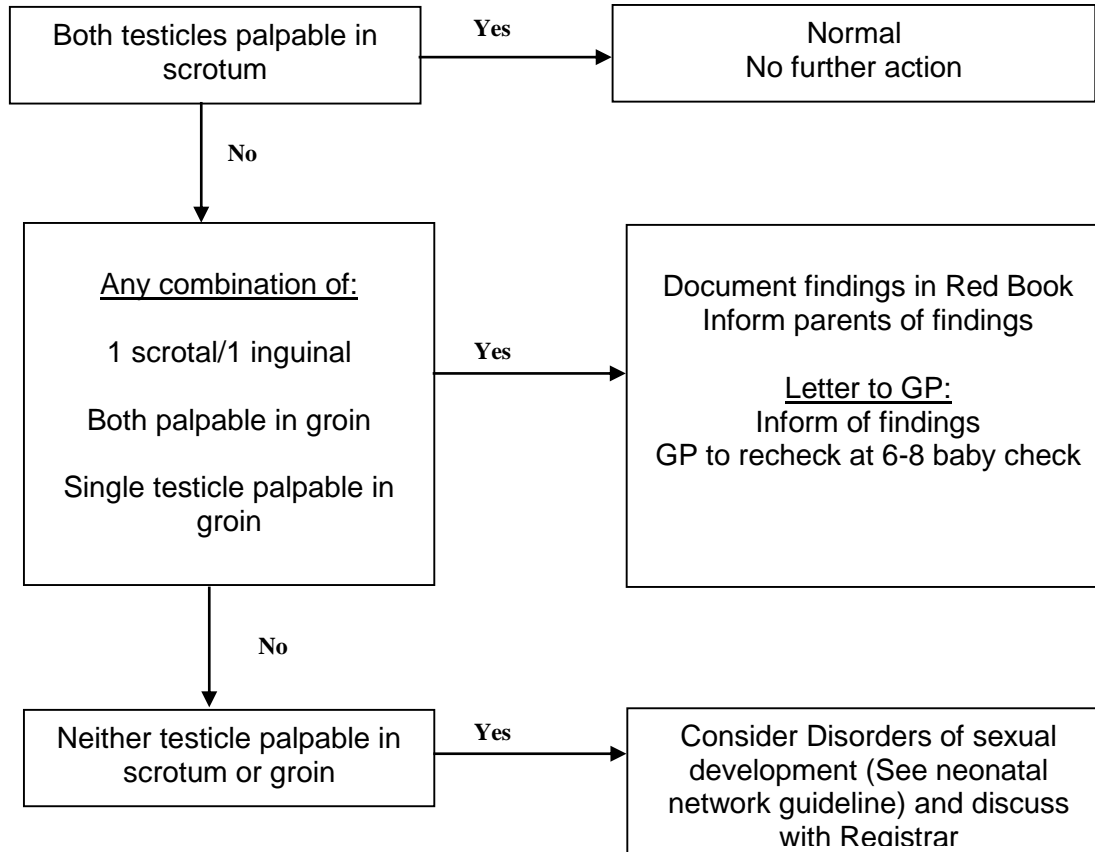 Both testicles palpable in
scrotum
Yes
Normal
No further action
No
Any combination of:
1 scrotal/1 inguinal
Both palpable in groin
Single testicle palpable in
groin
Yes
Document findings in Red Book
Inform parents of findings
Letter to GP:
Inform of findings
GP to recheck at 6-8 baby check
No
Neither testicle palpable in
scrotum or groin
Yes
Consider Disorders of sexual
development (See neonatal
network guideline) and discuss
with Registrar